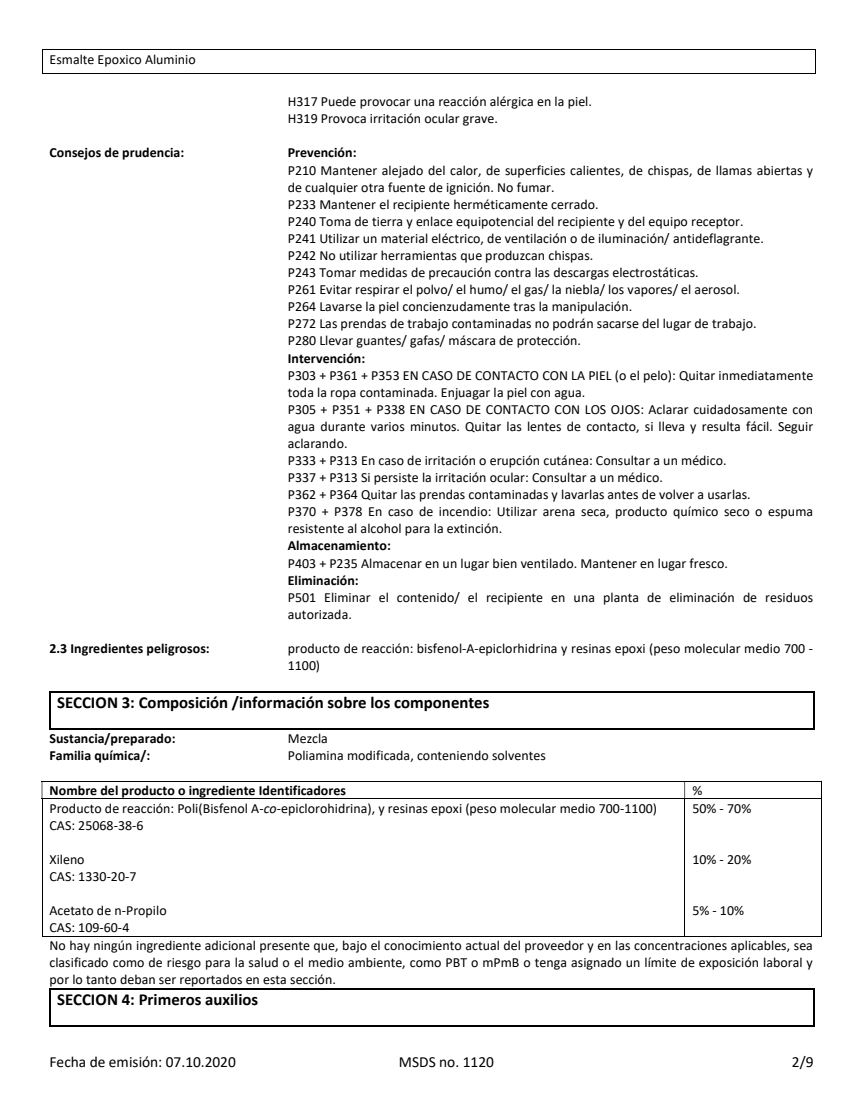 Esmalte Epoxico Aluminio
H317 Puede provocar una reacción alérgica en la piel.
H319 Provoca irritación ocular grave.
Consejos de prudencia:
Prevención:
P210 Mantener alejado del calor, de superficies calientes, de chispas, de llamas abiertas y
de cualquier otra fuente de ignición. No fumar.
P233 Mantener el recipiente herméticamente cerrado.
P240 Toma de tierra y enlace equipotencial del recipiente y del equipo receptor.
P241 Utilizar un material eléctrico, de ventilación o de iluminación/ antideflagrante.
P242 No utilizar herramientas que produzcan chispas.
P243 Tomar medidas de precaución contra las descargas electrostáticas.
P261 Evitar respirar el polvo/ el humo/ el gas/ la niebla/ los vapores/ el aerosol.
P264 Lavarse la piel concienzudamente tras la manipulación.
P272 Las prendas de trabajo contaminadas no podrán sacarse del lugar de trabajo.
P280 Llevar guantes/ gafas/ máscara de protección.
Intervención:
P303 + P361 + P353 EN CASO DE CONTACTO CON LA PIEL (o el pelo): Quitar inmediatamente
toda la ropa contaminada. Enjuagar la piel con agua.
P305 + P351 + P338 EN CASO DE CONTACTO CON LOS OJOS: Aclarar cuidadosamente con
agua durante varios minutos. Quitar las lentes de contacto, si lleva y resulta fácil. Seguir
aclarando.
P333 + P313 En caso de irritación o erupción cutánea: Consultar a un médico.
P337 + P313 Si persiste la irritación ocular: Consultar a un médico.
P362 + P364 Quitar las prendas contaminadas y lavarlas antes de volver a usarlas.
P370 + P378 En caso de incendio: Utilizar arena seca, producto químico seco o espuma
resistente al alcohol para la extinción.
Almacenamiento:
P403 + P235 Almacenar en un lugar bien ventilado. Mantener en lugar fresco.
Eliminación:
P501 Eliminar el contenido/ el recipiente en una planta de eliminación de residuos
autorizada.
2.3 Ingredientes peligrosos:
producto de reacción: bisfenol-A-epiclorhidrina y resinas epoxi (peso molecular medio 700 -
1100)
SECCION 3: Composición /información sobre los componentes
Sustancia/preparado:
Mezcla
Familia química/:
Poliamina modificada, conteniendo solventes
Nombre del producto o ingrediente Identificadores
%
Producto de reacción: Poli(Bisfenol A-co-epiclorohidrina), y resinas epoxi (peso molecular medio 700-1100)
50% - 70%
CAS: 25068-38-6
Xileno
10% - 20%
CAS: 1330-20-7
Acetato de n-Propilo
5% - 10%
CAS: 109-60-4
No hay ningún ingrediente adicional presente que, bajo el conocimiento actual del proveedor y en las concentraciones aplicables, sea
clasificado como de riesgo para la salud o el medio ambiente, como PBT o mPmB o tenga asignado un límite de exposición laboral y
por lo tanto deban ser reportados en esta sección.
SECCION 4: Primeros auxilios
Fecha de emisión: 07.10.2020
MSDS no. 1120
2/9